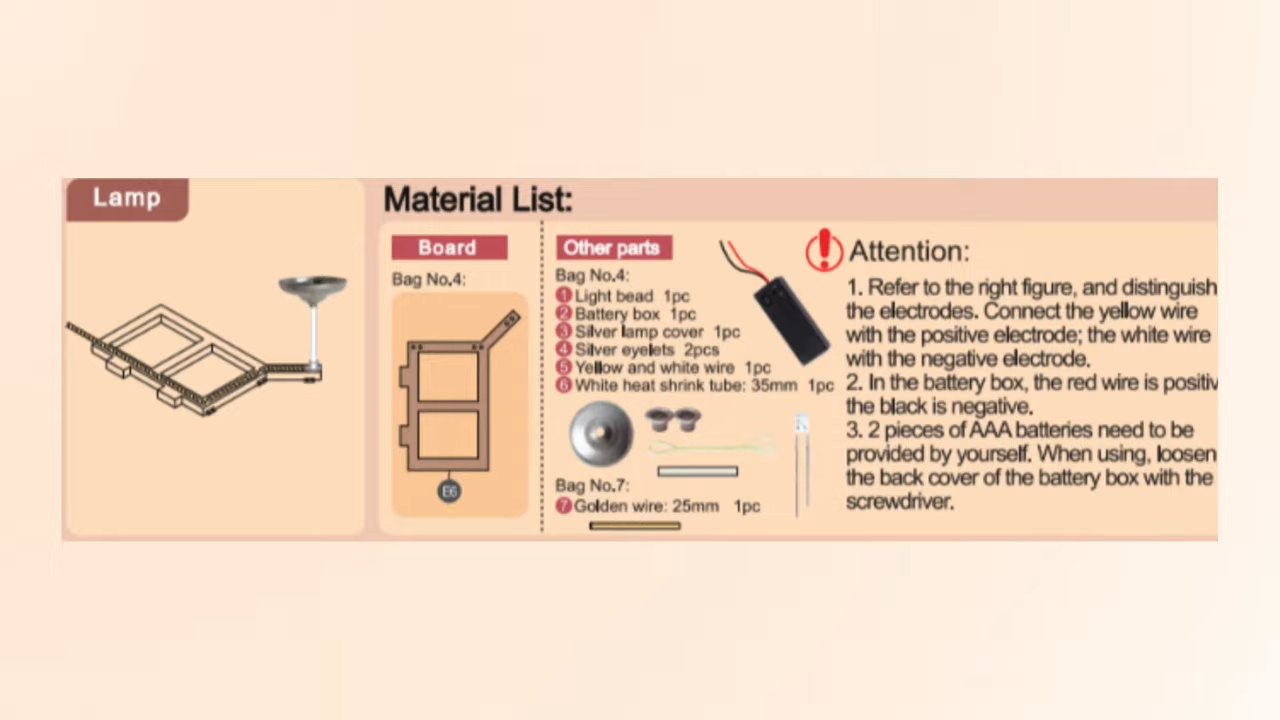 Lamp
Material List:
Board
Bag No.4:
E6
Other parts
Bag No.4:
1 Light bead 1pc
2 Battery box 1pc
3 Silver lamp cover 1pc
4 Silver eyelets 2pcs
5 Yellow and white wire 1pc
6 White heat shrink tube: 35mm 1pc
Bag No.7:
7 Golden wire: 25mm 1pc
! Attention:
1. Refer to the right figure, and distinguish
the electrodes. Connect the yellow wire
with the positive electrode; the white wire
with the negative electrode.
2. In the battery box, the red wire is positiv
the black is negative.
3. 2 pieces of AAA batteries need to be
provided by yourself. When using, loosen
the back cover of the battery box with the
screwdriver.